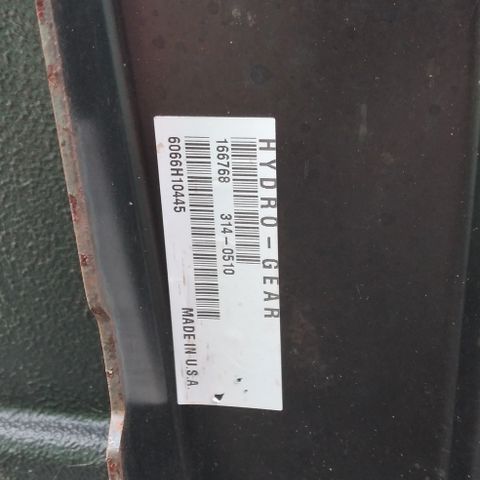 HYDRO-GEAR
166768 314-0510
6066H10445
MADE IN U.S.A.